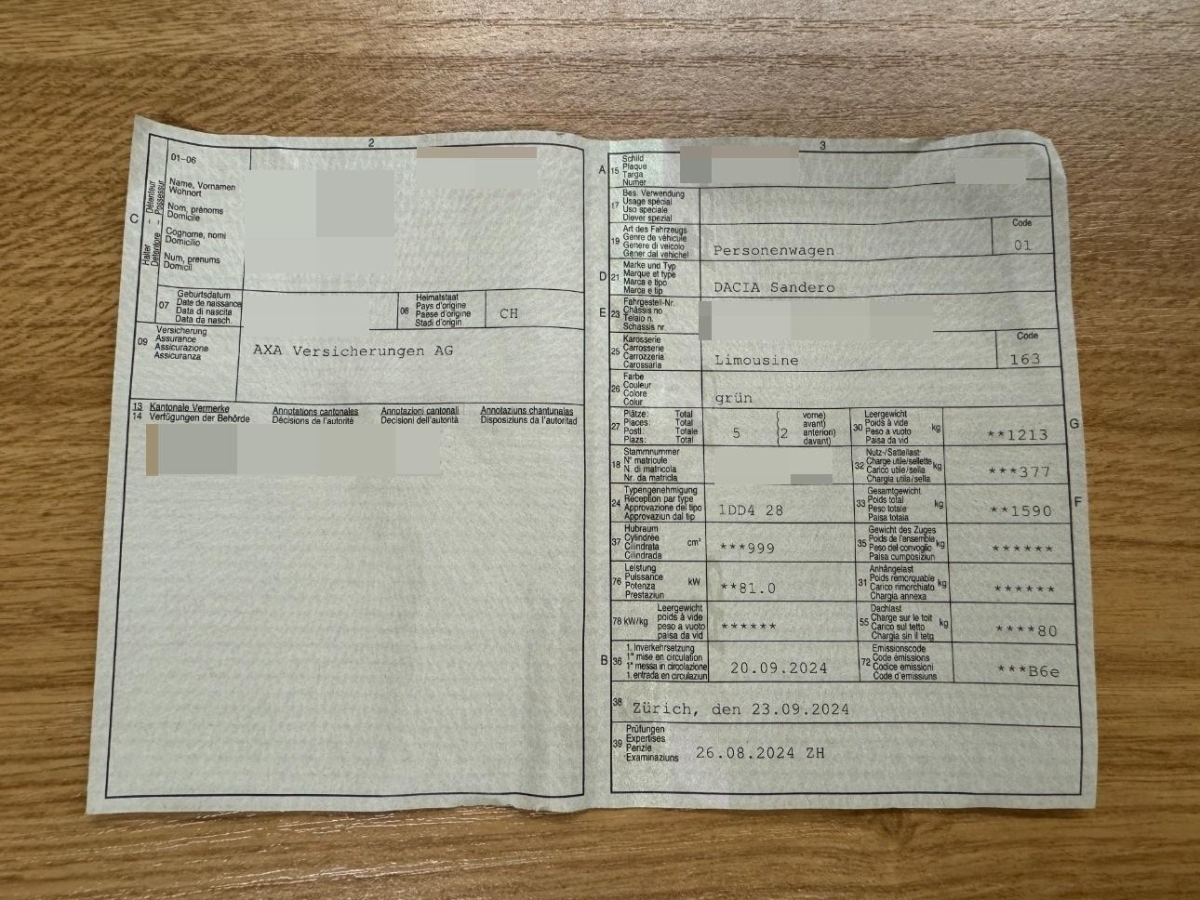 2
01-06
Name, Vornamen
Wohnort
Nom, prénoms
Domicile
Cognome, nomi
Domicilio
Num, prenums
Domicil
C
Halter – Détenteur
Detentore – Possessur
07
Geburtsdatum
Date de naissance
Data di nascita
Data da nasch.
08
Heimatstaat
Pays d'origine
Paese d'origine
Stadi d'origin
CH
09
Versicherung
Assurance
Assicurazione
Assicuranza
AXA Versicherungen AG
13 Kantonale Vermerke Annotations cantonales Annotazioni cantonali Annotaziuns chantunalas
14 Verfügungen der Behörde Décisions de l'autorité Decisioni dell'autorità Disposiziuns da l'autoritad
3
A 15
Schild
Plaque
Targa
Numer
17
Bes. Verwendung
Usage spécial
Uso speciale
Diever spezial
19
Art des Fahrzeugs
Genre de véhicule
Genere di veicolo
Gener dal vehichel
Personenwagen
Code
01
D 21
Marke und Typ
Marque et type
Marca e tipo
Marca e tip
DACIA Sandero
E 23
Fahrgestell-Nr.
Châssis no
Telaio n.
Schassis nr.
25
Karosserie
Carrosserie
Carrozzeria
Carossaria
Limousine
Code
163
26
Farbe
Couleur
Colore
Colur
grün
27
Plätze: Total
Places: Total
Posti: Totale
Plazs: Total
5
(2
vorne)
avant)
anteriori)
davant)
30
Leergewicht
Poids à vide
Peso a vuoto
Paisa da vid
kg
**1213
G
18
Stammnummer
N° matricule
N. di matricola
Nr. da matricla
32
Nutz-/Sattellast
Charge utile/sellette
Carico utile/sella
Chargia utila/sella
kg
***377
24
Typengenehmigung
Réception par type
Approvazione del tipo
Approvaziun dal tip
1DD4 28
33
Gesamtgewicht
Poids total
Peso totale
Paisa totala
kg
**1590
F
37
Hubraum
Cylindrée
Cilindrata
Cilindrada
cm³
***999
35
Gewicht des Zuges
Poids de l'ensemble
Peso del convoglio
Paisa cumposiziun
kg
******
76
Leistung
Puissance
Potenza
Prestaziun
kW
**81.0
31
Anhängelast
Poids remorquable
Carico rimorchiato
Chargia annexa
kg
******
78 kW/kg
Leergewicht
poids à vide
peso a vuoto
paisa da vid
******
55
Dachlast
Charge sur le toit
Carico sul tetto
Chargia sin il tetg
kg
****80
B 36
1. Inverkehrsetzung
1re mise en circulation
1a messa in circolazione
1. entrada en circulaziun
20.09.2024
72
Emissionscode
Code émissions
Codice emissioni
Code d'emissiuns
***B6e
38
Zürich, den 23.09.2024
39
Prüfungen
Expertises
Perizie
Examinaziuns
26.08.2024 ZH